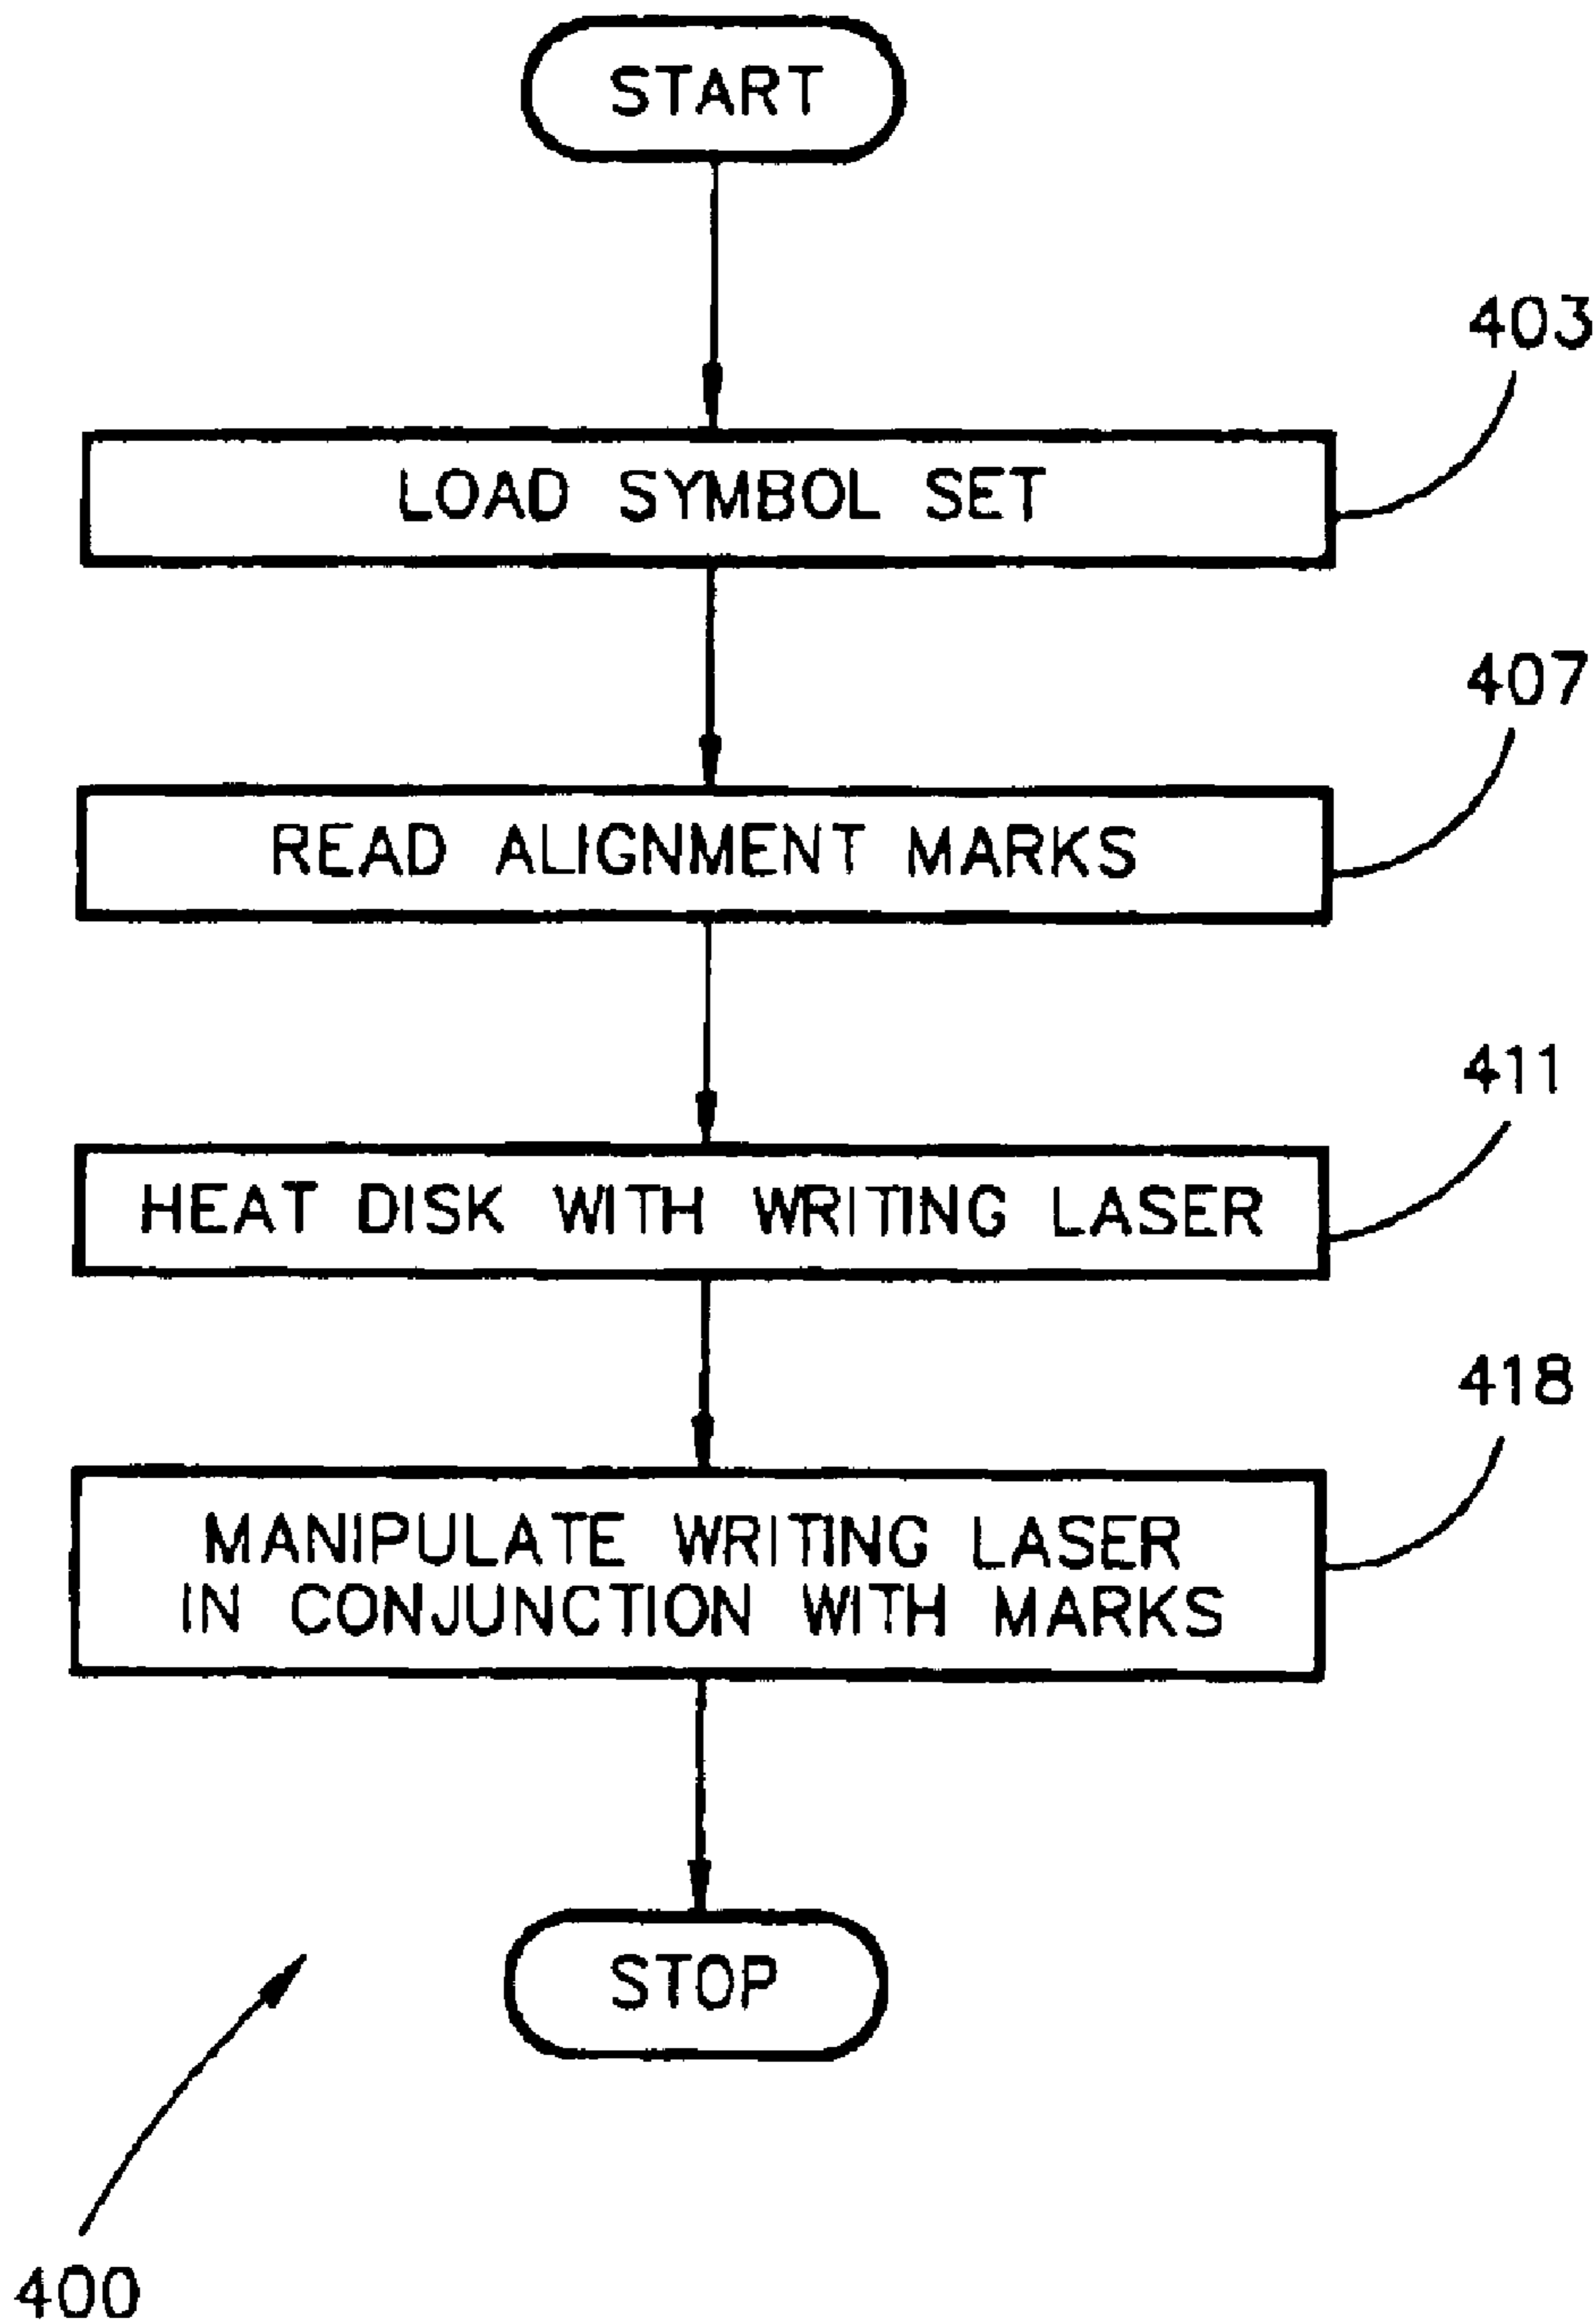 START
403
LOAD SYMBOL SET
407
READ ALIGNMENT MARKS
411
HEAT DISK WITH WRITING LASER
418
MANIPULATE WRITING LASER
IN CONJUNCTION WITH MARKS
STOP
400